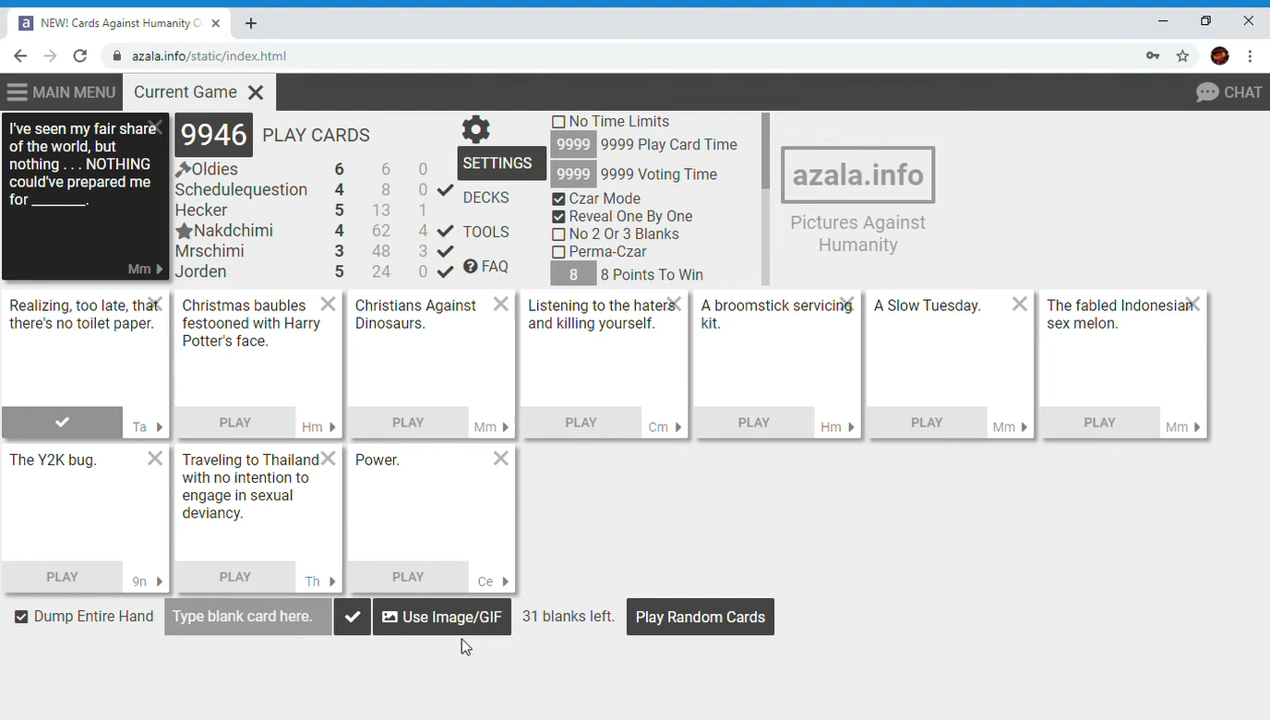 NEW! Cards Against Humanity O
azala.info/static/index.html
MAIN MENU
Current Game
CHAT
I've seen my fair share
of the world, but
nothing . . . NOTHING
could've prepared me
for ________.
Mm
9946
PLAY CARDS
Oldies 6 6 0
Schedulequestion 4 8 0
Hecker 5 13 1
Nakdchimi 4 62 4
Mrschimi 3 48 3
Jorden 5 24 0
SETTINGS
DECKS
TOOLS
FAQ
No Time Limits
9999 9999 Play Card Time
9999 9999 Voting Time
Czar Mode
Reveal One By One
No 2 Or 3 Blanks
Perma-Czar
8 8 Points To Win
azala.info
Pictures Against
Humanity
Realizing, too late, that
there's no toilet paper.
Ta
Christmas baubles
festooned with Harry
Potter's face.
PLAY
Hm
Christians Against
Dinosaurs.
PLAY
Mm
Listening to the haters
and killing yourself.
PLAY
Cm
A broomstick servicing
kit.
PLAY
Hm
A Slow Tuesday.
PLAY
Mm
The fabled Indonesian
sex melon.
PLAY
Mm
The Y2K bug.
PLAY
9n
Traveling to Thailand
with no intention to
engage in sexual
deviancy.
PLAY
Th
Power.
PLAY
Ce
Dump Entire Hand
Type blank card here.
Use Image/GIF
31 blanks left.
Play Random Cards